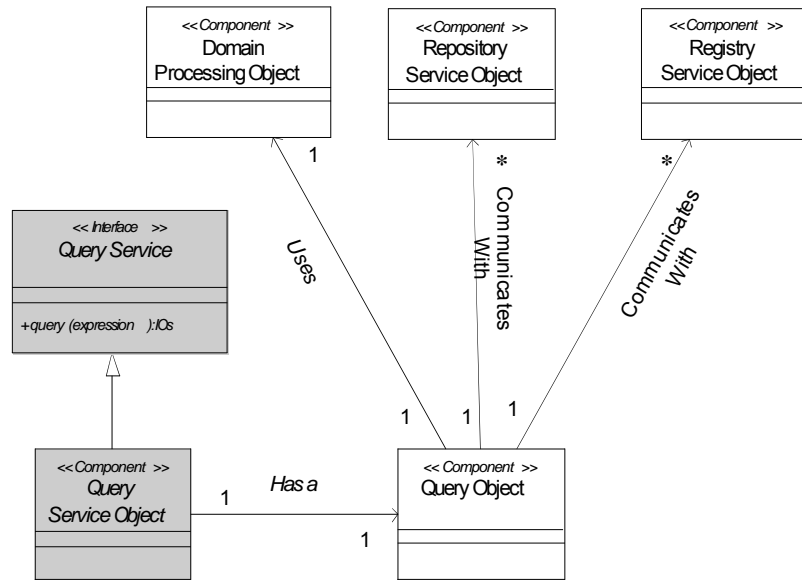 <<Component >>
Domain
Processing Object
<<Component >>
Repository
Service Object
<<Component >>
Registry
Service Object
1
*
*
Uses
Communicates
With
Communicates
With
<< Interface >>
Query Service
+query (expression ):IOs
1
1
1
<<Component >>
Query
Service Object
1
Has a
1
<<Component >>
Query Object